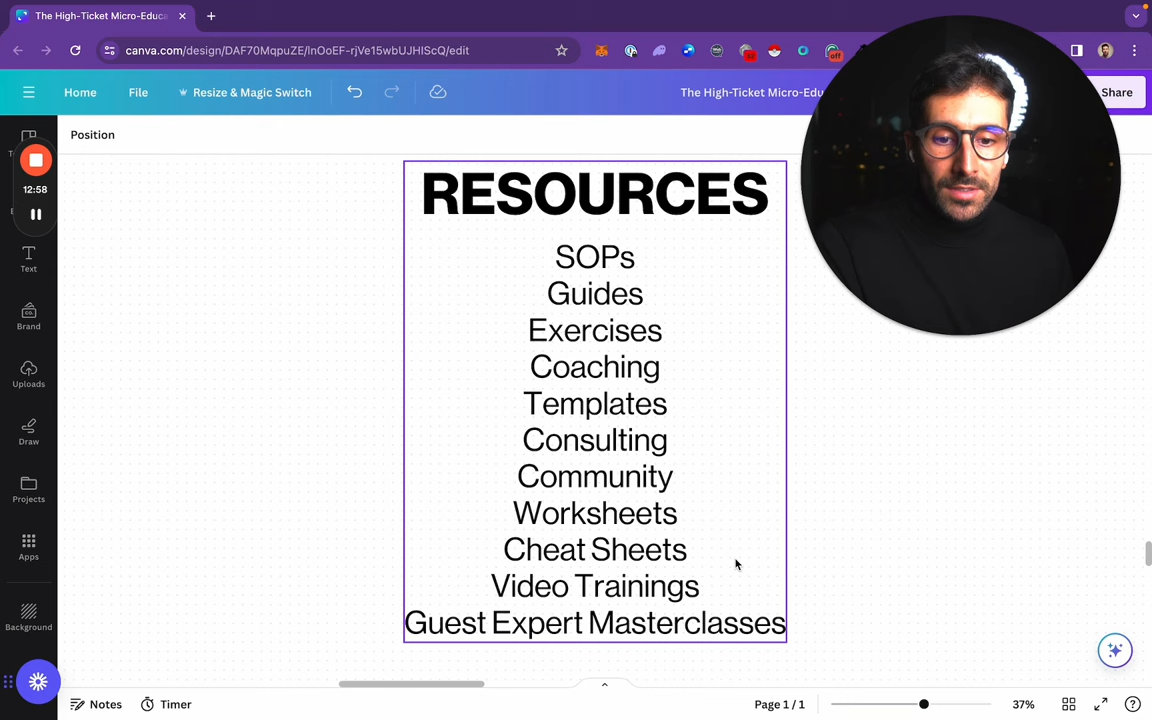 The High-Ticket Micro-Educa
canva.com/design/DAF70MqpuZE/lnOoEF-rjVe15wbUJHIScQ/edit
off
Home
File
Resize & Magic Switch
The High-Ticket Micro-Edu
Share
Position
12:58
Text
Brand
Uploads
Draw
Projects
Apps
Background
RESOURCES
SOPs
Guides
Exercises
Coaching
Templates
Consulting
Community
Worksheets
Cheat Sheets
Video Trainings
Guest Expert Masterclasses
Notes
Timer
Page 1 / 1
37%